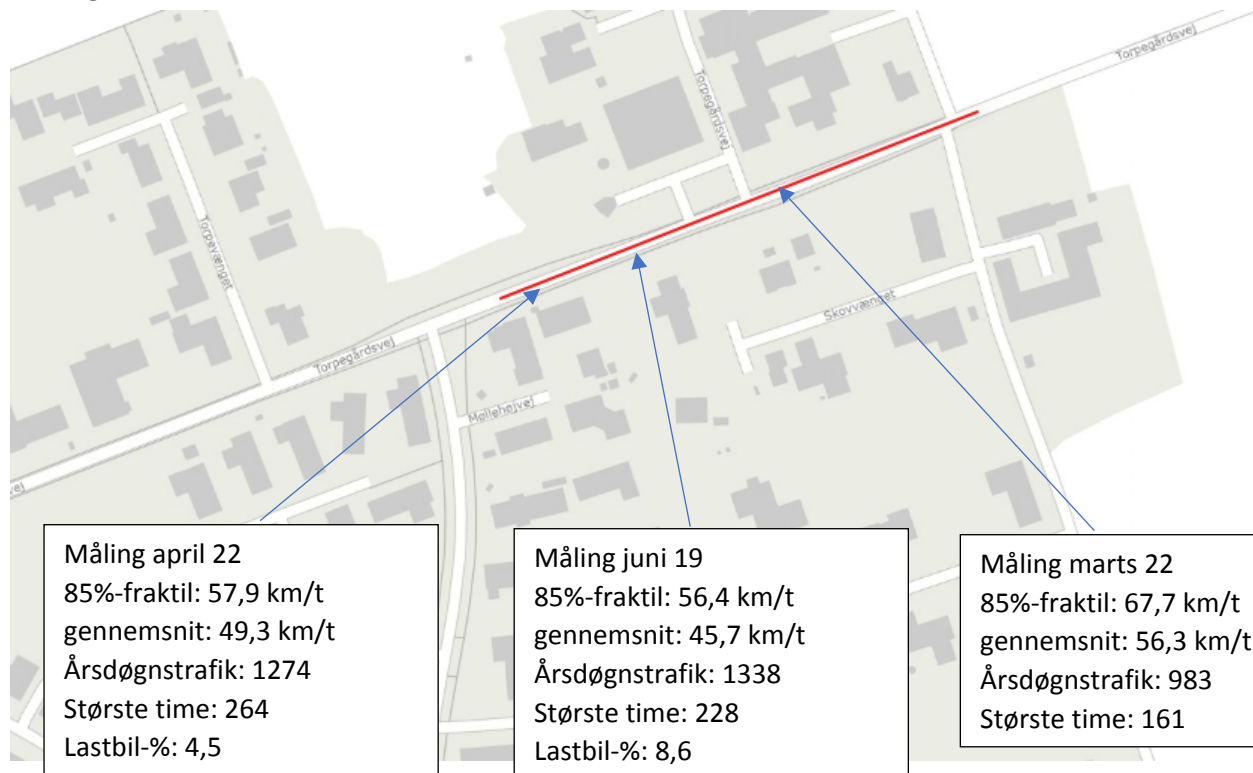 Torpegårdsvej
Torpegårdsvej
Torpevænget
Skovvænget
Torpegårdsvej
Møllehøjvej
vej
Måling april 22
85%-fraktil: 57,9 km/t
gennemsnit: 49,3 km/t
Årsdøgnstrafik: 1274
Største time: 264
Lastbil-%: 4,5
Måling juni 19
85%-fraktil: 56,4 km/t
gennemsnit: 45,7 km/t
Årsdøgnstrafik: 1338
Største time: 228
Lastbil-%: 8,6
Måling marts 22
85%-fraktil: 67,7 km/t
gennemsnit: 56,3 km/t
Årsdøgnstrafik: 983
Største time: 161